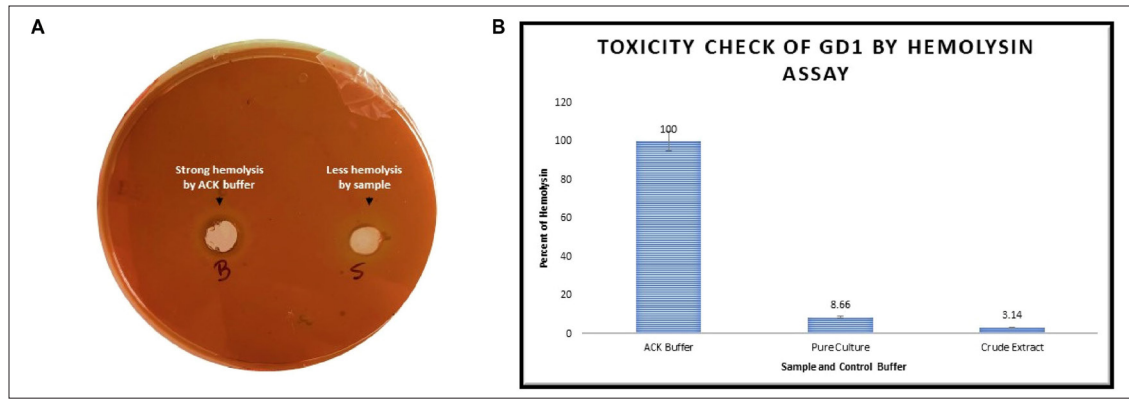 A
Strong hemolysis
by ACK buffer
Less hemolysis
by sample
B
S
B
TOXICITY CHECK OF GD1 BY HEMOLYSIN
ASSAY
Percent of Hemolysin
120
100
80
60
40
20
0
100
8.66
3.14
ACK Buffer
Pure Culture
Crude Extract
Sample and Control Buffer